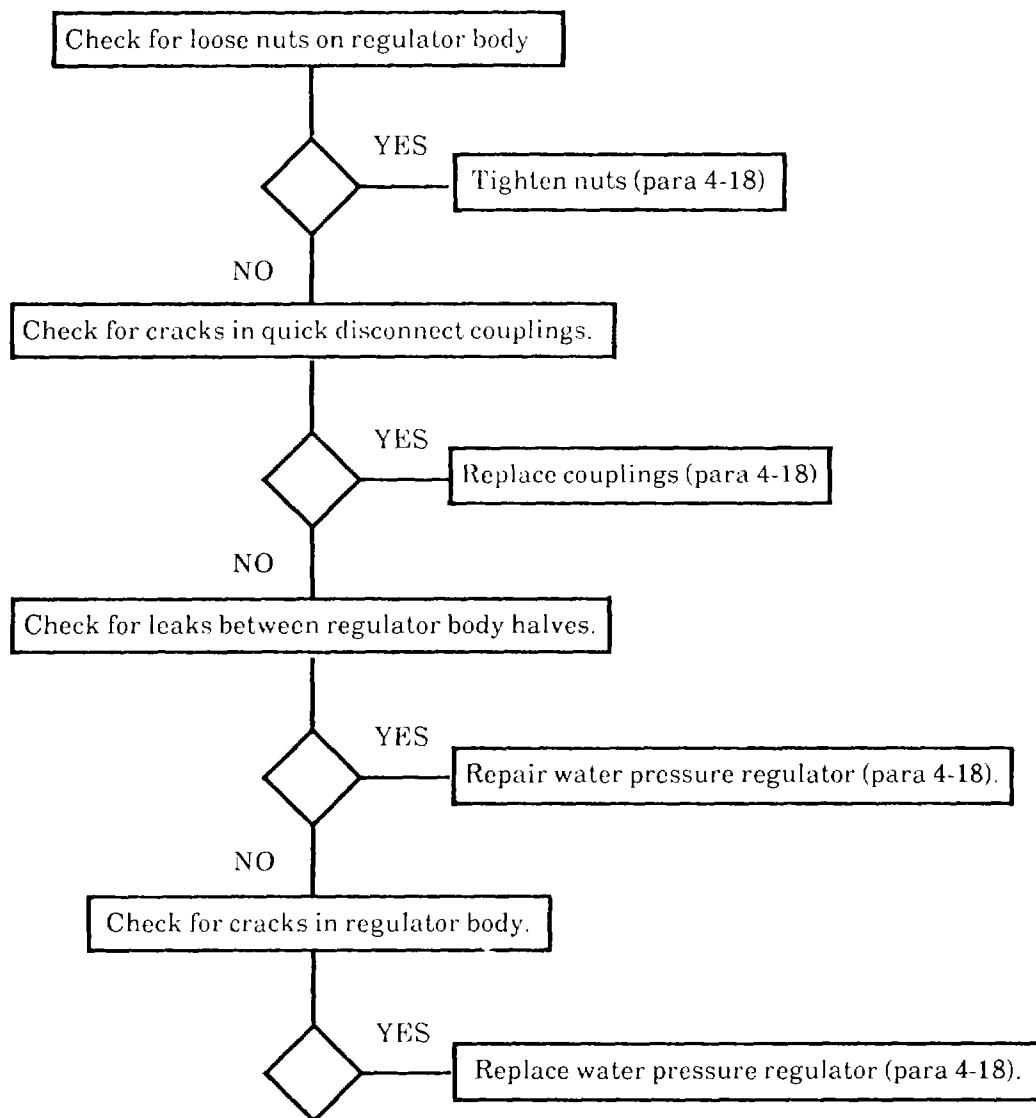 Check for loose nuts on regulator body
YES
Tighten nuts (para 4-18)
NO
Check for cracks in quick disconnect couplings.
YES
Replace couplings (para 4-18)
NO
Check for leaks between regulator body halves.
YES
Repair water pressure regulator (para 4-18).
NO
Check for cracks in regulator body.
YES
Replace water pressure regulator (para 4-18).